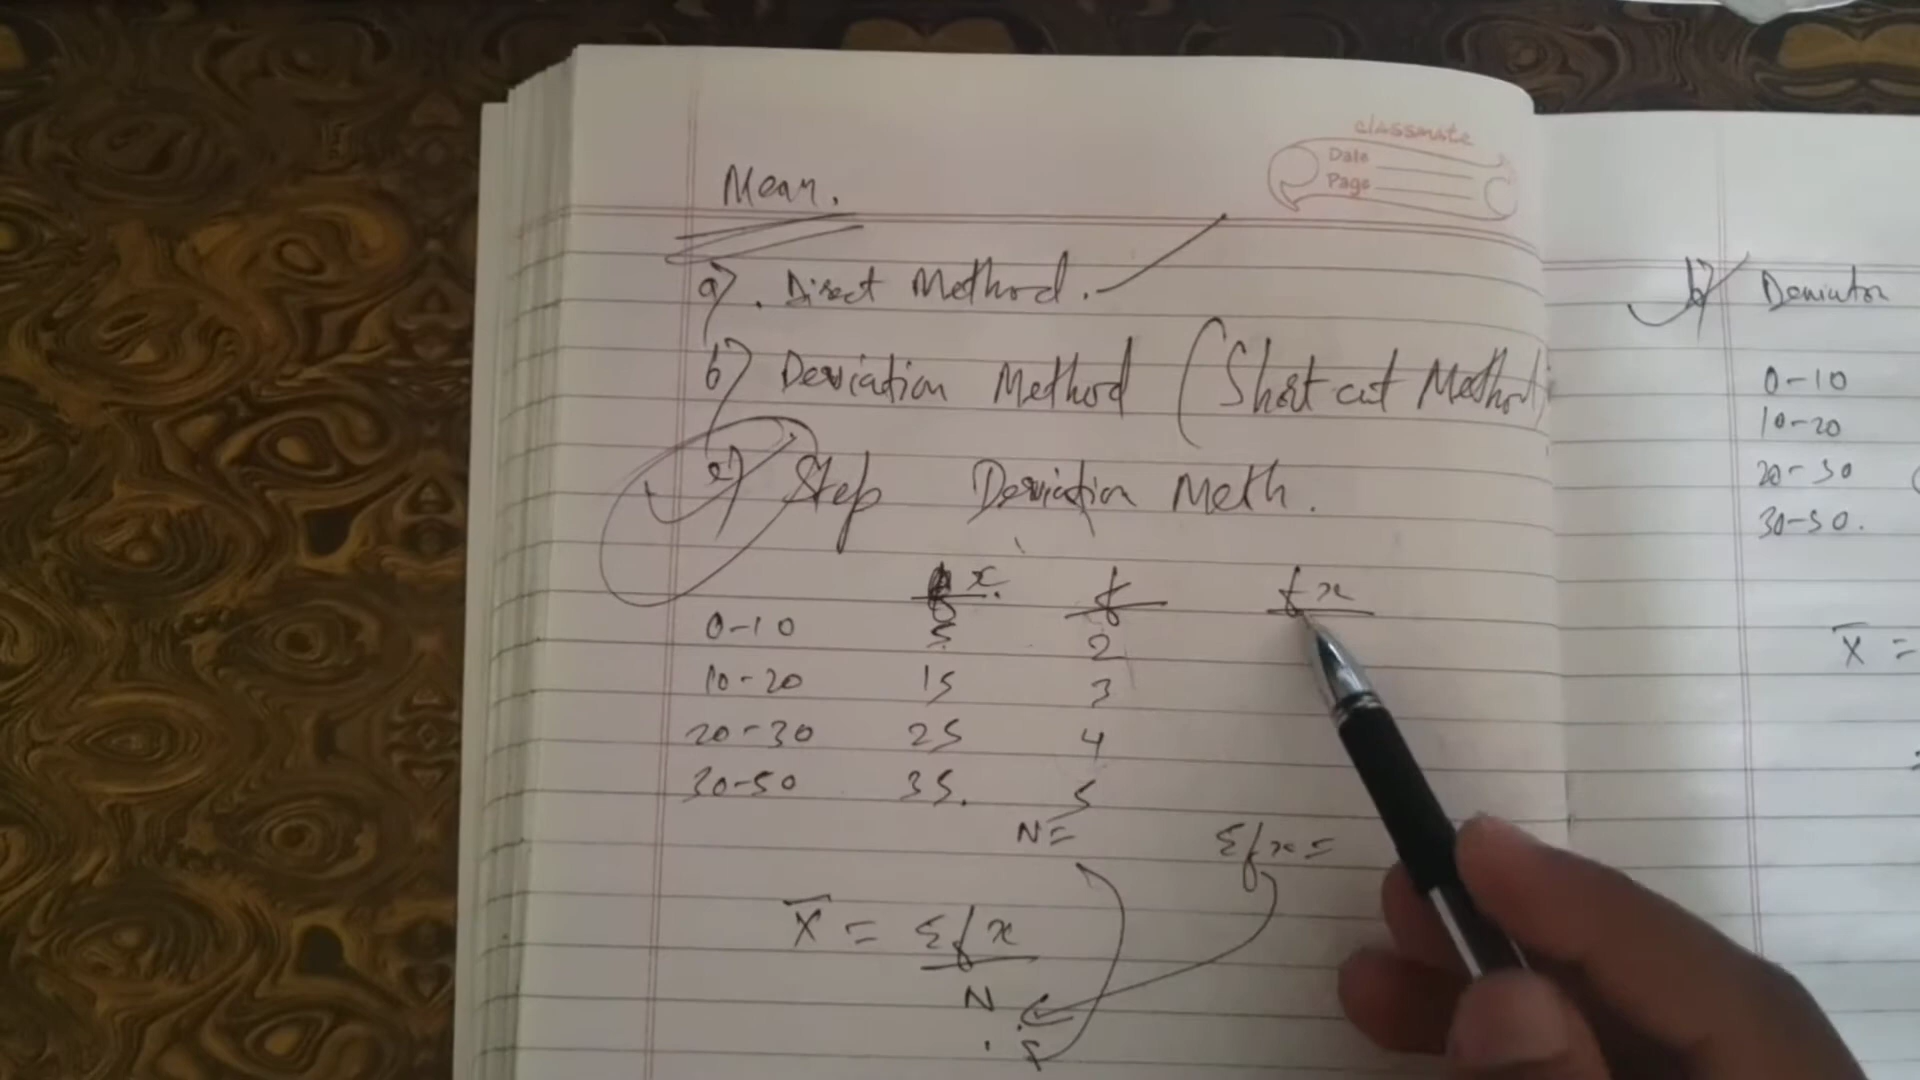 classmate
Date
Page
Mean.
a). Direct Method.
b) Deviation Method (Short cut Method)
c) Step Deviation Meth.
x f fx
0-10 5 2
10-20 15 3
20-30 25 4
30-50 35. 5
N= Σfx=
X̄ = Σfx
N
b) Deviation
0-10
10-20
20-30
30-50.
X̄ =